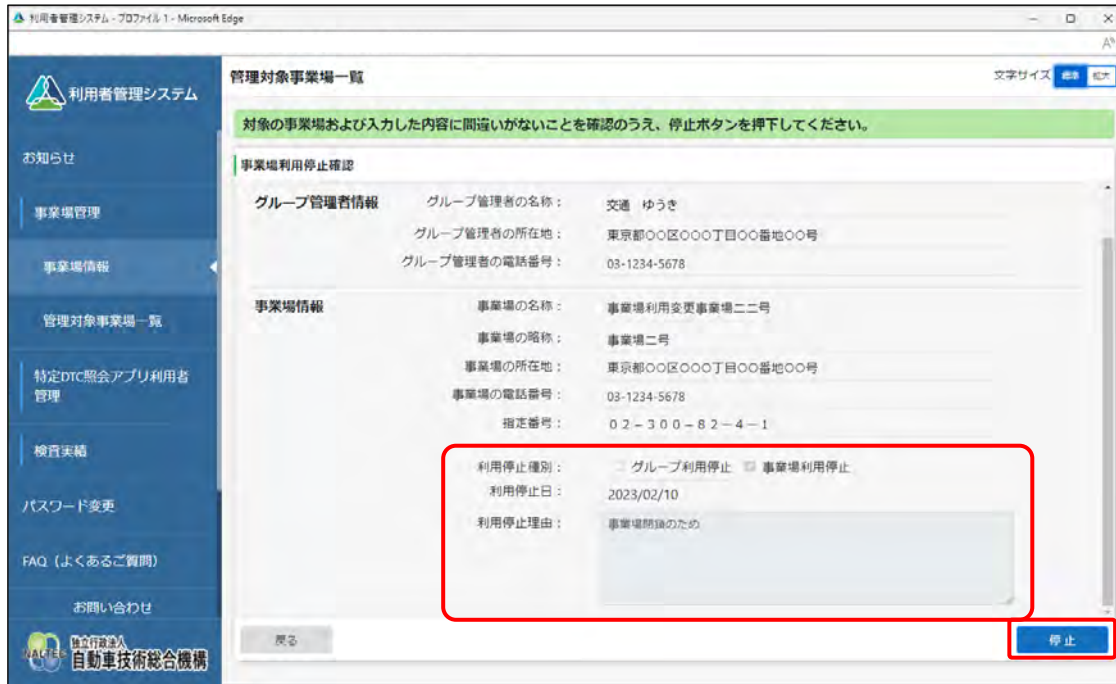 利用者管理システム - プロファイル 1 - Microsoft Edge
利用者管理システム
管理対象事業場一覧
文字サイズ 標準 拡大
対象の事業場および入力した内容に間違いがないことを確認のうえ、停止ボタンを押下してください。
お知らせ
事業場管理
事業場情報
管理対象事業場一覧
特定DTC照会アプリ利用者
管理
検査実績
パスワード変更
FAQ（よくあるご質問）
お問い合わせ
独立行政法人
自動車技術総合機構
事業場利用停止確認
グループ管理者情報
グループ管理者の名称： 交通 ゆうき
グループ管理者の所在地： 東京都〇〇区〇〇〇丁目〇〇番地〇〇号
グループ管理者の電話番号： 03-1234-5678
事業場情報
事業場の名称： 事業場利用変更事業場二二号
事業場の略称： 事業場二号
事業場の所在地： 東京都〇〇区〇〇〇丁目〇〇番地〇〇号
事業場の電話番号： 03-1234-5678
指定番号： ０２－３００－８２－４－１
利用停止種別： グループ利用停止 事業場利用停止
利用停止日： 2023/02/10
利用停止理由： 事業場閉鎖のため
戻る
停止